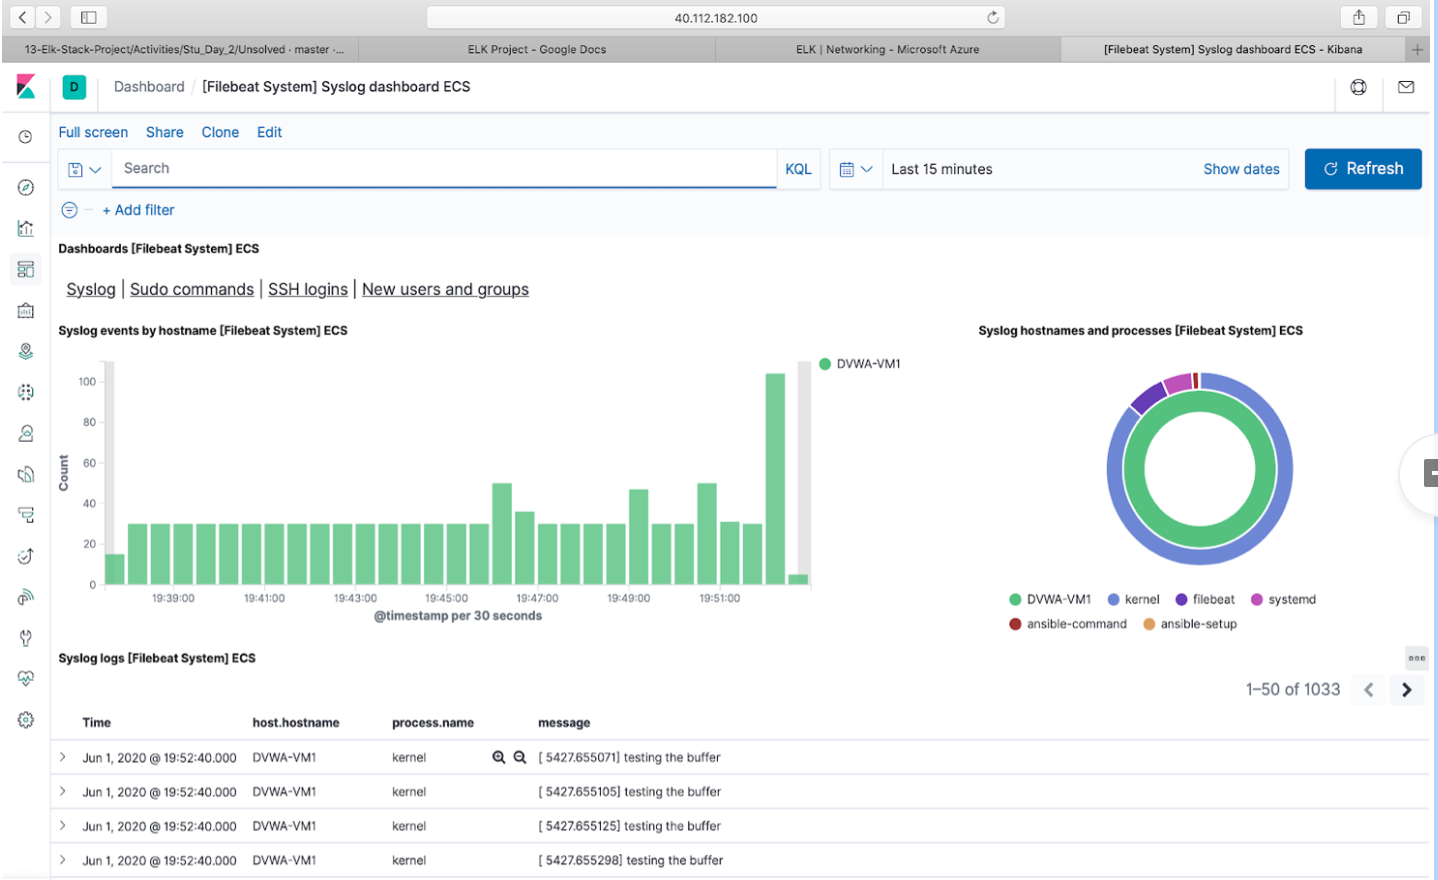 40.112.182.100
13-Elk-Stack-Project/Activities/Stu_Day_2/Unsolved · master ·...
ELK Project - Google Docs
ELK | Networking - Microsoft Azure
[Filebeat System] Syslog dashboard ECS - Kibana
D
Dashboard / [Filebeat System] Syslog dashboard ECS
Full screen Share Clone Edit
Search KQL Last 15 minutes Show dates Refresh
+ Add filter
Dashboards [Filebeat System] ECS
Syslog | Sudo commands | SSH logins | New users and groups
Syslog events by hostname [Filebeat System] ECS
DVWA-VM1
100
80
60
40
20
0
Count
19:39:00 19:41:00 19:43:00 19:45:00 19:47:00 19:49:00 19:51:00
@timestamp per 30 seconds
Syslog hostnames and processes [Filebeat System] ECS
DVWA-VM1 kernel filebeat systemd
ansible-command ansible-setup
Syslog logs [Filebeat System] ECS
1–50 of 1033
Time host.hostname process.name message
Jun 1, 2020 @ 19:52:40.000 DVWA-VM1 kernel [ 5427.655071] testing the buffer
Jun 1, 2020 @ 19:52:40.000 DVWA-VM1 kernel [ 5427.655105] testing the buffer
Jun 1, 2020 @ 19:52:40.000 DVWA-VM1 kernel [ 5427.655125] testing the buffer
Jun 1, 2020 @ 19:52:40.000 DVWA-VM1 kernel [ 5427.655298] testing the buffer